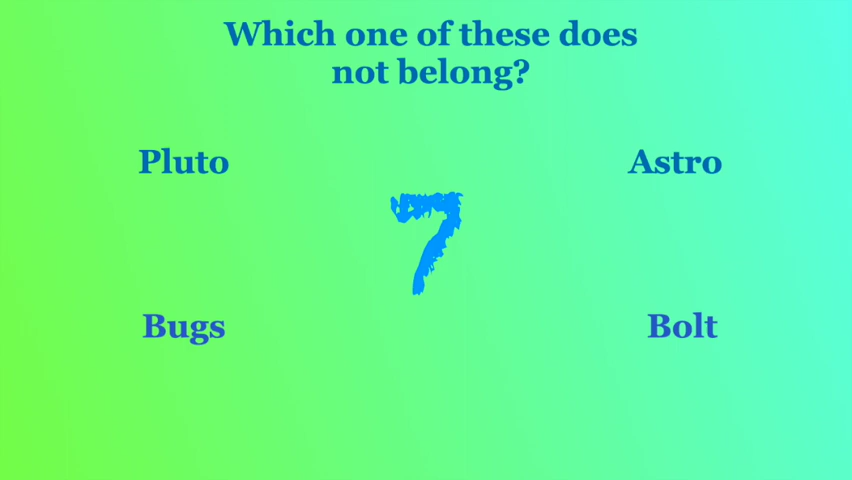 Which one of these does
not belong?
Pluto
Astro
7
Bugs
Bolt